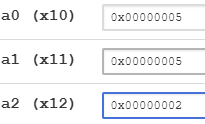 a0 (x10) 0x00000005
a1 (x11) 0x00000005
a2 (x12) 0x00000002